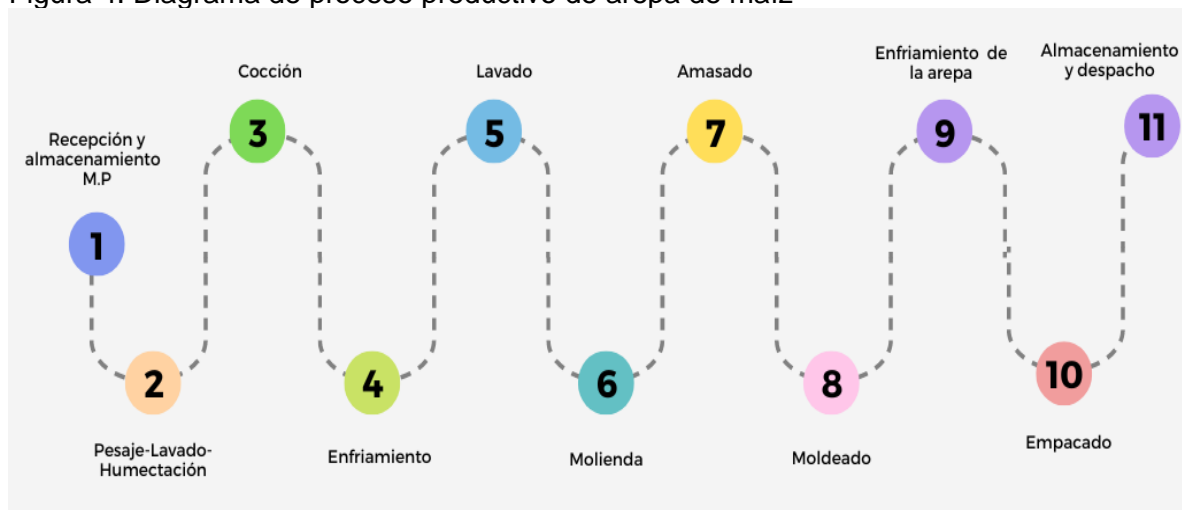 Figura 4. Diagrama de proceso productivo de arepa de maíz
Recepción y
almacenamiento
M.P
1
2
Pesaje-Lavado-
Humectación
Cocción
3
4
Enfriamiento
Lavado
5
6
Molienda
Amasado
7
8
Moldeado
Enfriamiento de
la arepa
9
10
Empacado
Almacenamiento
y despacho
11